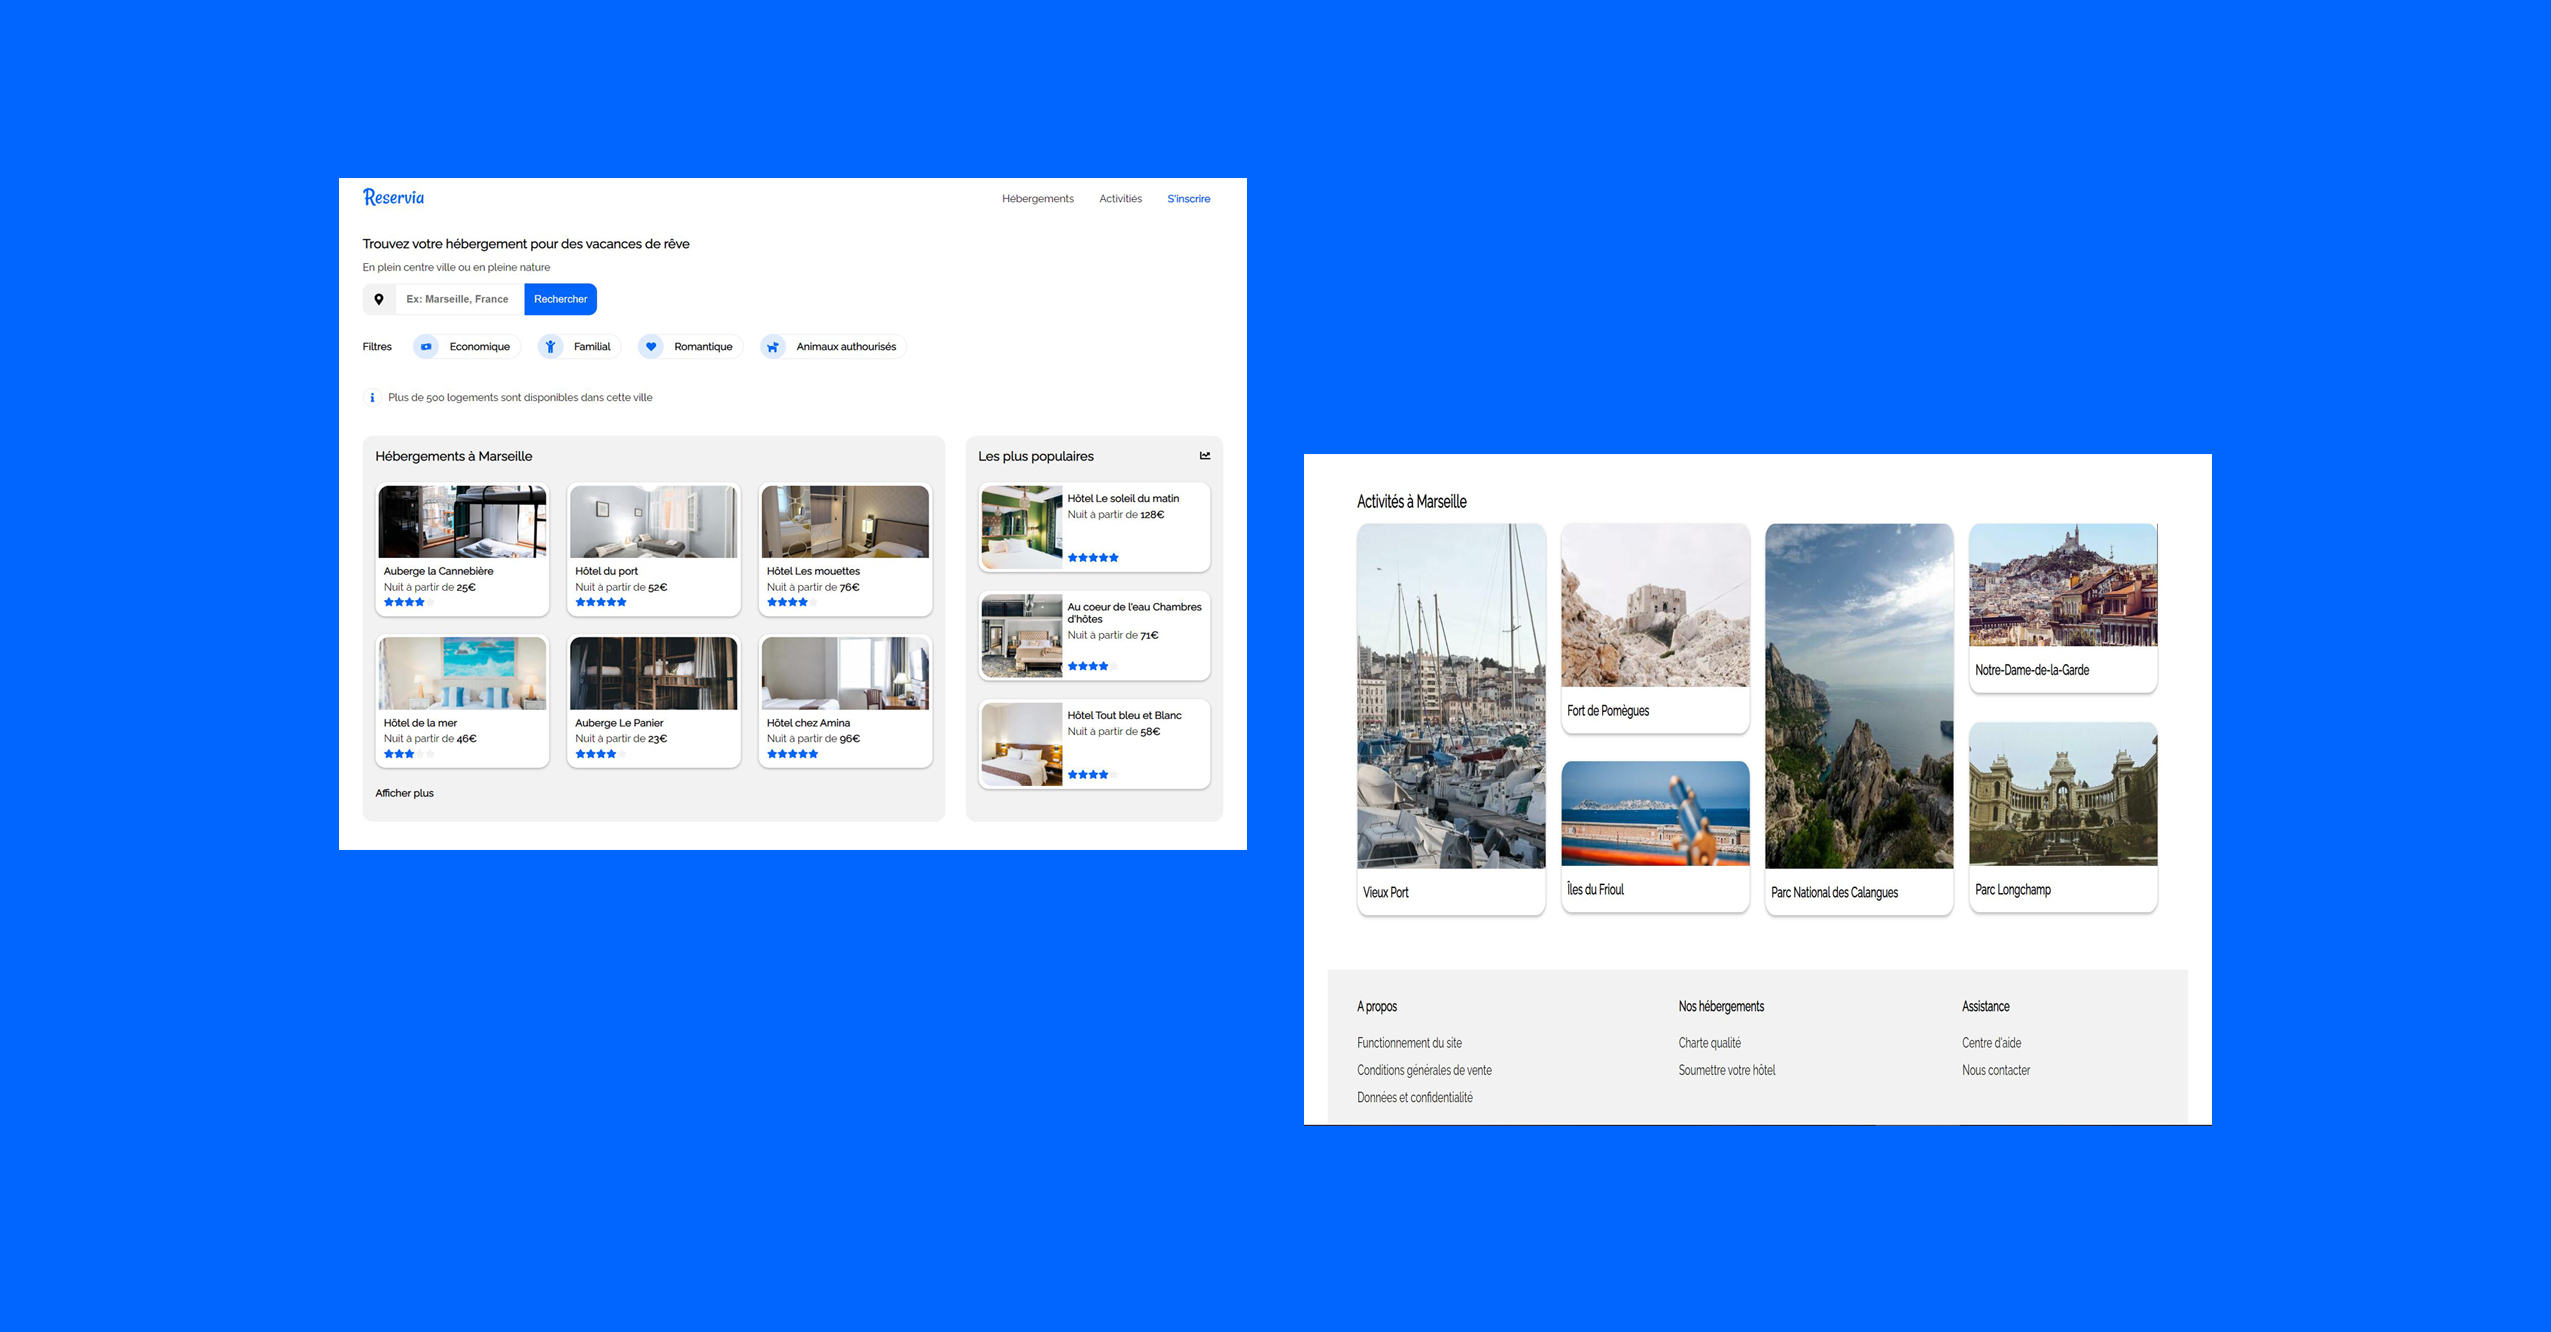 Reservia
Hébergements
Activitiés
S'inscrire
Trouvez votre hébergement pour des vacances de rêve
En plein centre ville ou en pleine nature
Ex: Marseille, France
Rechercher
Filtres
Economique
Familial
Romantique
Animaux authourisés
Plus de 500 logements sont disponibles dans cette ville
Hébergements à Marseille
Auberge la Cannebière
Nuit à partir de 25€
Hôtel du port
Nuit à partir de 52€
Hôtel Les mouettes
Nuit à partir de 76€
Hôtel de la mer
Nuit à partir de 46€
Auberge Le Panier
Nuit à partir de 23€
Hôtel chez Amina
Nuit à partir de 96€
Afficher plus
Les plus populaires
Hôtel Le soleil du matin
Nuit à partir de 128€
Au coeur de l'eau Chambres
d'hôtes
Nuit à partir de 71€
Hôtel Tout bleu et Blanc
Nuit à partir de 58€
Activités à Marseille
Vieux Port
Fort de Pomègues
Îles du Frioul
Parc National des Calangues
Notre-Dame-de-la-Garde
Parc Longchamp
A propos
Functionnement du site
Conditions générales de vente
Données et confidentialité
Nos hébergements
Charte qualité
Soumettre votre hôtel
Assistance
Centre d'aide
Nous contacter